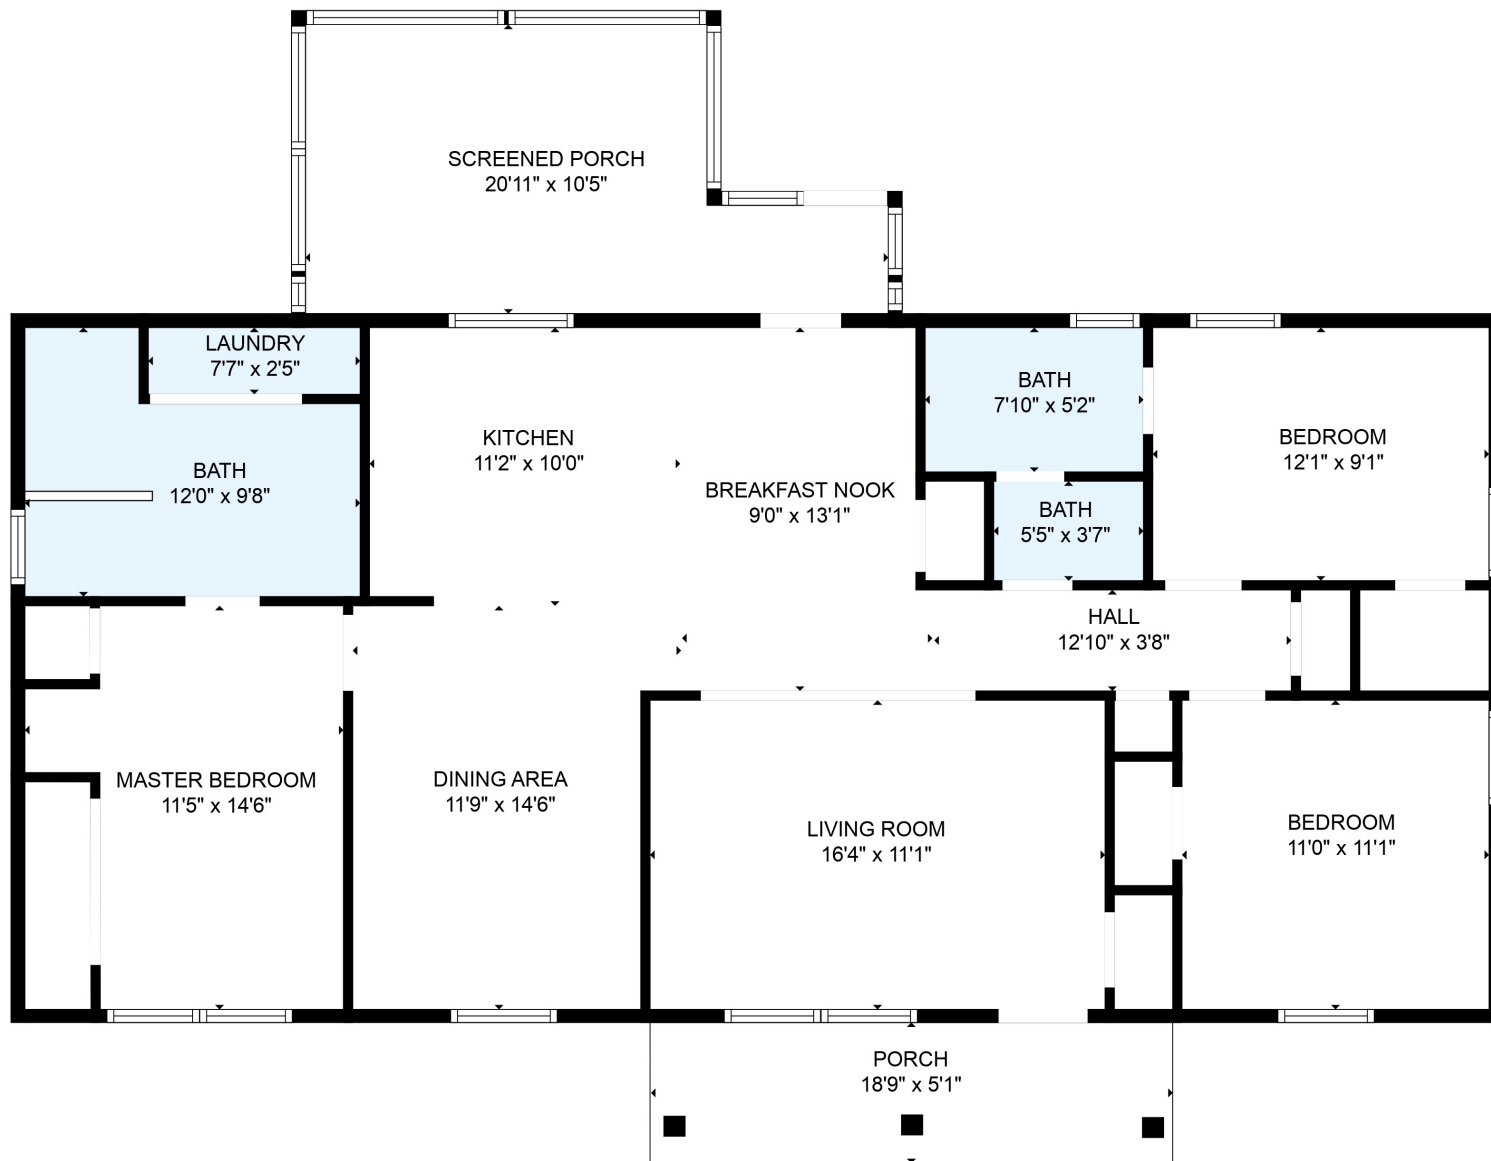 SCREENED PORCH
20'11" x 10'5"
LAUNDRY
7'7" x 2'5"
BATH
12'0" x 9'8"
KITCHEN
11'2" x 10'0"
BREAKFAST NOOK
9'0" x 13'1"
BATH
7'10" x 5'2"
BATH
5'5" x 3'7"
BEDROOM
12'1" x 9'1"
HALL
12'10" x 3'8"
MASTER BEDROOM
11'5" x 14'6"
DINING AREA
11'9" x 14'6"
LIVING ROOM
16'4" x 11'1"
BEDROOM
11'0" x 11'1"
PORCH
18'9" x 5'1"